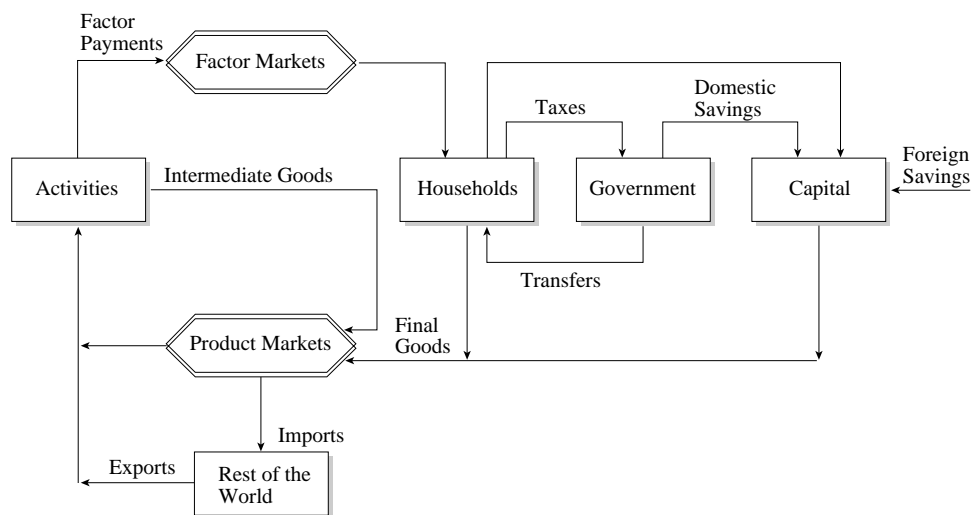 Factor
Payments
Factor Markets
Domestic
Savings
Taxes
Foreign
Savings
Activities
Intermediate Goods
Households
Government
Capital
Transfers
Final
Goods
Product Markets
Imports
Exports
Rest of the
World